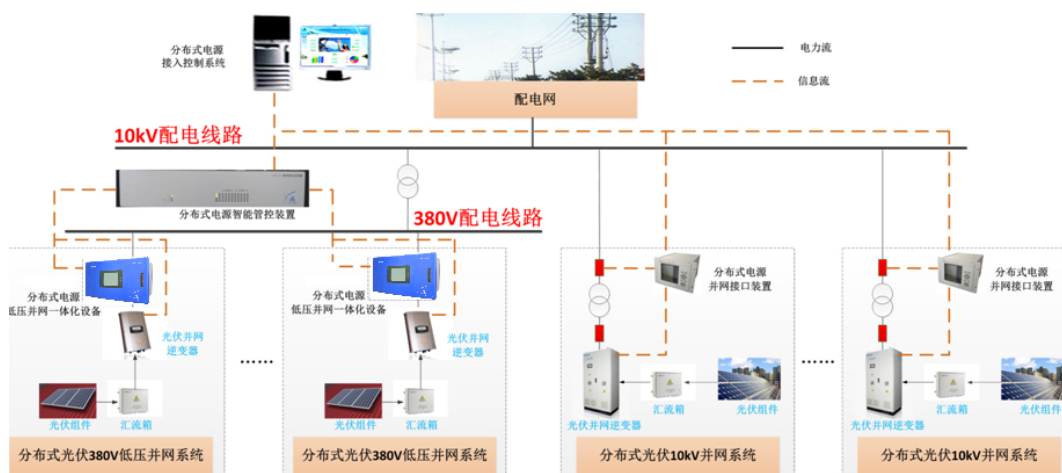 分布式电源
接入控制系统
电力流
信息流
配电网
10kV配电线路
分布式电源智能管控装置
380V配电线路
分布式电源
低压并网一体化设备
光伏并网
逆变器
光伏组件
汇流箱
分布式光伏380V低压并网系统
......
分布式电源
低压并网一体化设备
光伏并网
逆变器
光伏组件
汇流箱
分布式光伏380V低压并网系统
分布式电源
并网接口装置
光伏并网逆变器
汇流箱
光伏组件
分布式光伏10kV并网系统
......
分布式电源
并网接口装置
光伏并网逆变器
汇流箱
光伏组件
分布式光伏10kV并网系统